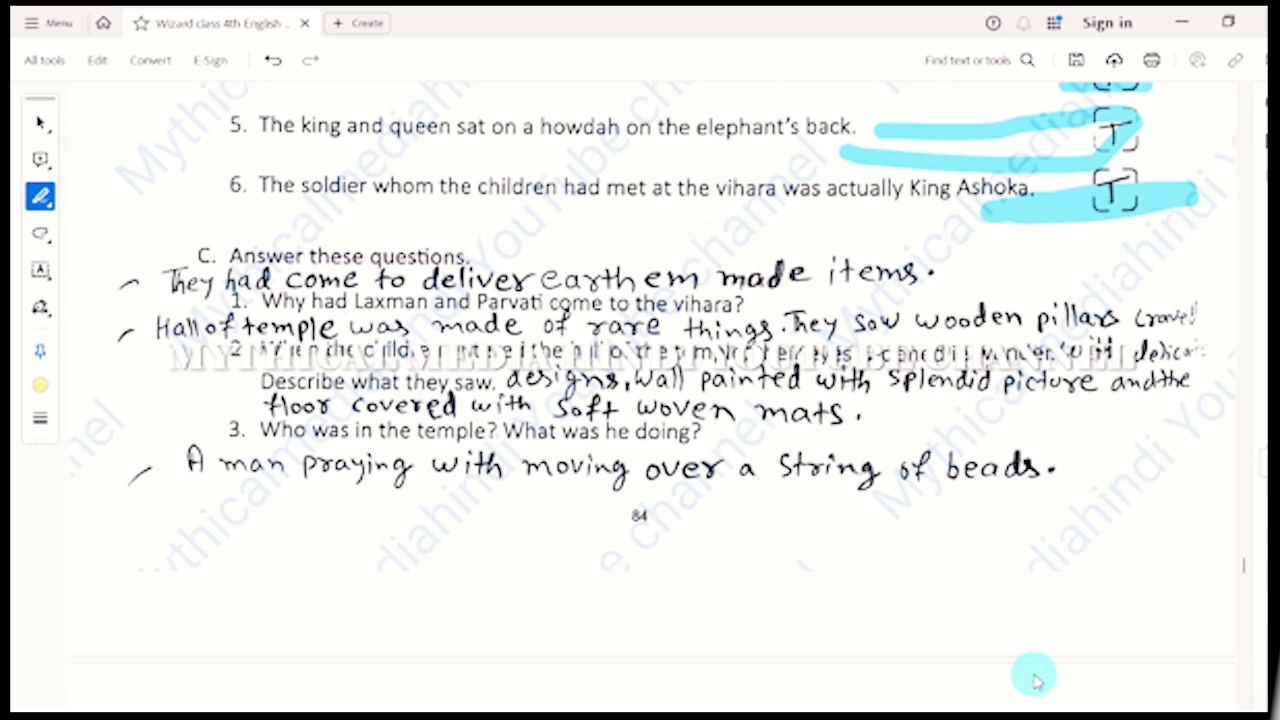 Menu
Wizard class 4th English ...
Create
Sign in
All tools
Edit
Convert
E-Sign
Find text or tools
5. The king and queen sat on a howdah on the elephant's back. T
6. The soldier whom the children had met at the vihara was actually King Ashoka. T
C. Answer these questions.
They had come to deliver earthem made items.
1. Why had Laxman and Parvati come to the vihara?
Hall of temple was made of rare things. They saw wooden pillars craved
MYTHICAL MEDIA HINDI YOUTUBE CHANNEL
Describe what they saw. designs, wall painted with splendid picture and the
floor covered with soft woven mats.
3. Who was in the temple? What was he doing?
A man praying with moving over a string of beads.
84